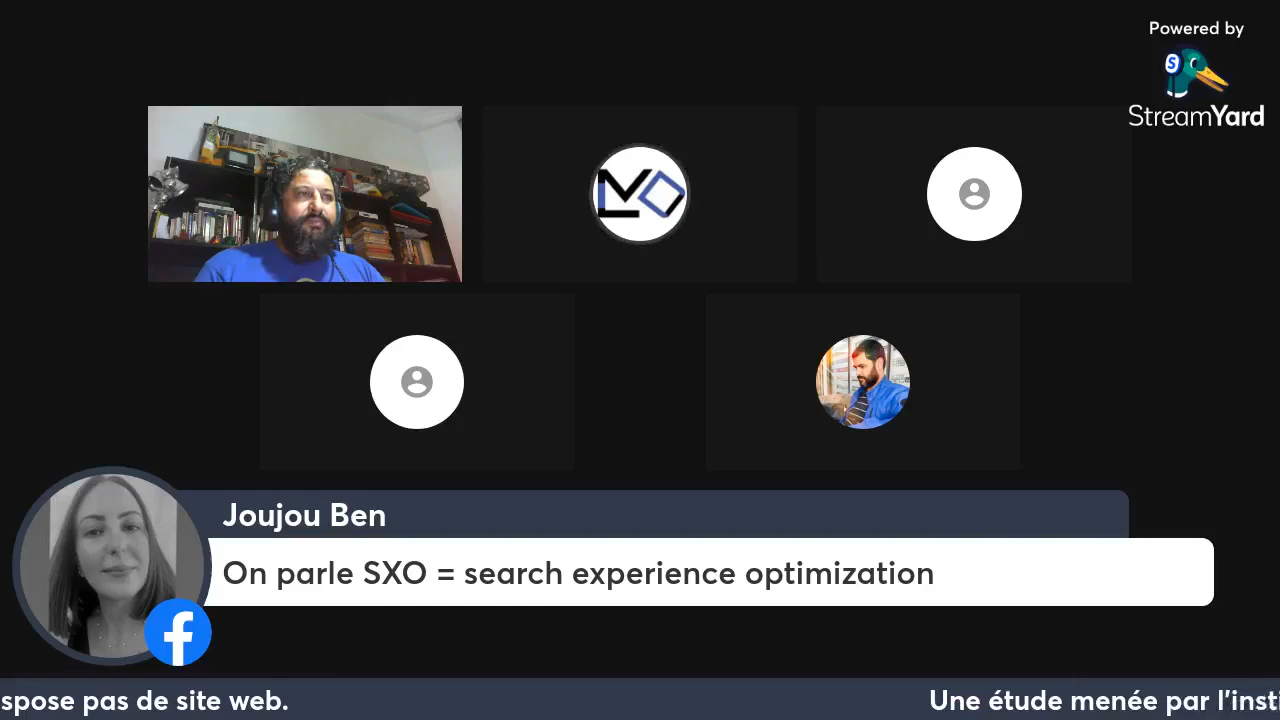 Powered by
StreamYard
Joujou Ben
On parle SXO = search experience optimization
spose pas de site web.
Une étude menée par l'insti